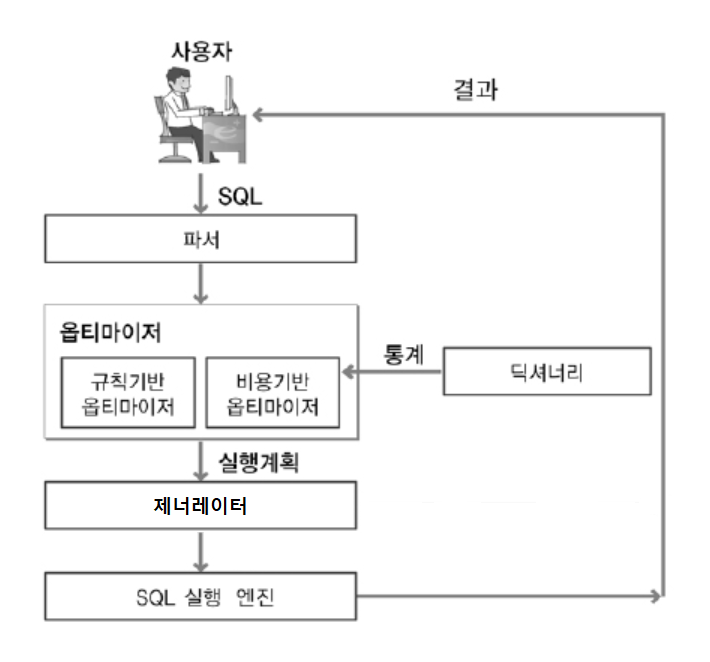 사용자
결과
SQL
파서
옵티마이저
규칙기반
옵티마이저
비용기반
옵티마이저
통계
딕셔너리
실행계획
제너레이터
SQL 실행 엔진